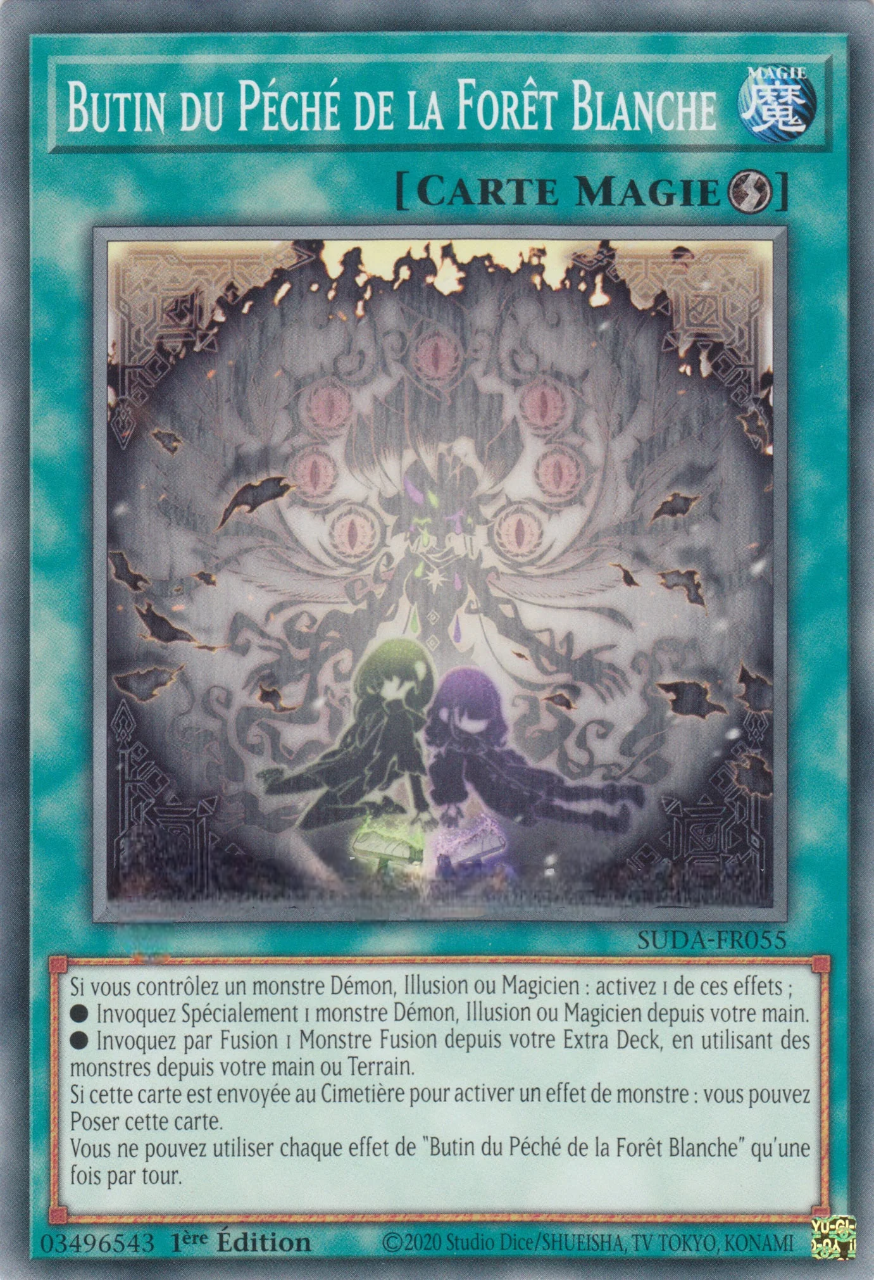 BUTIN DU PÉCHÉ DE LA FORÊT BLANCHE
MAGIE
魔
[CARTE MAGIE]
SUDA-FR055
Si vous contrôlez un monstre Démon, Illusion ou Magicien : activez 1 de ces effets ;
● Invoquez Spécialement 1 monstre Démon, Illusion ou Magicien depuis votre main.
● Invoquez par Fusion 1 Monstre Fusion depuis votre Extra Deck, en utilisant des
monstres depuis votre main ou Terrain.
Si cette carte est envoyée au Cimetière pour activer un effet de monstre : vous pouvez
Poser cette carte.
Vous ne pouvez utiliser chaque effet de "Butin du Péché de la Forêt Blanche" qu'une
fois par tour.
03496543 1ère Édition ©2020 Studio Dice/SHUEISHA, TV TOKYO, KONAMI
YU-GI-